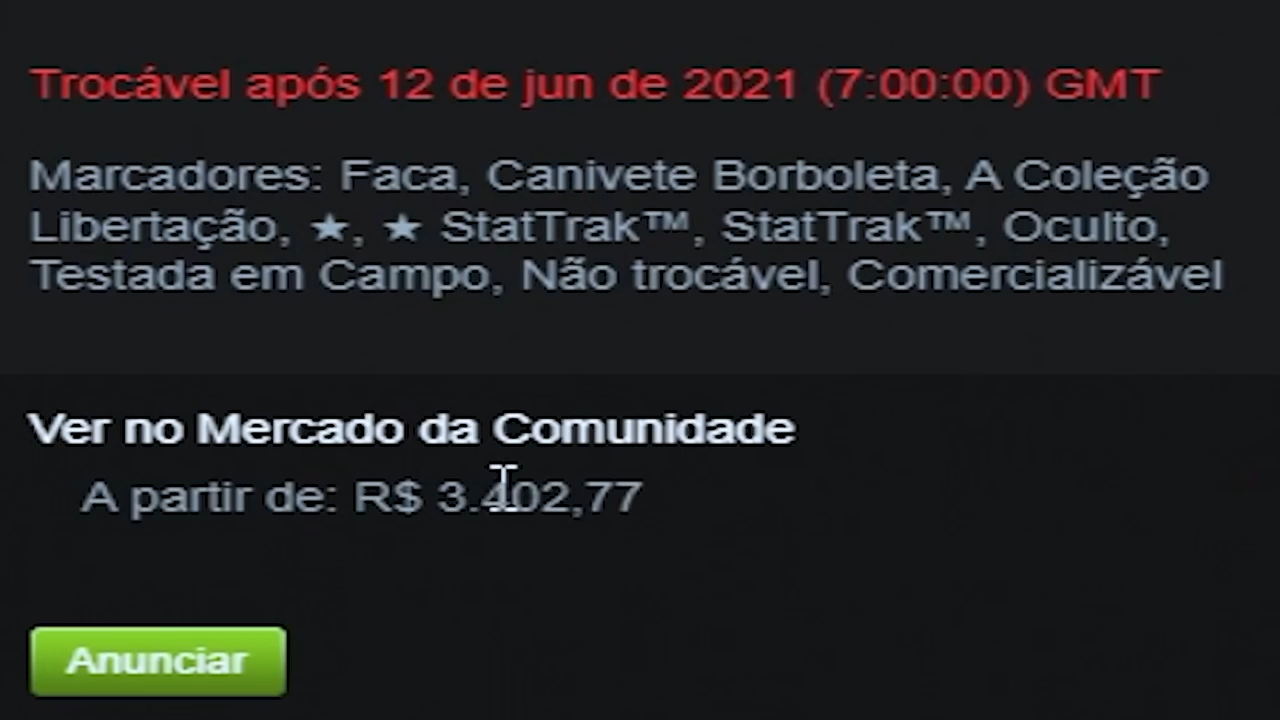 Trocável após 12 de jun de 2021 (7:00:00) GMT
Marcadores: Faca, Canivete Borboleta, A Coleção
Libertação, ★, ★ StatTrak™, StatTrak™, Oculto,
Testada em Campo, Não trocável, Comercializável
Ver no Mercado da Comunidade
A partir de: R$ 3.402,77
Anunciar